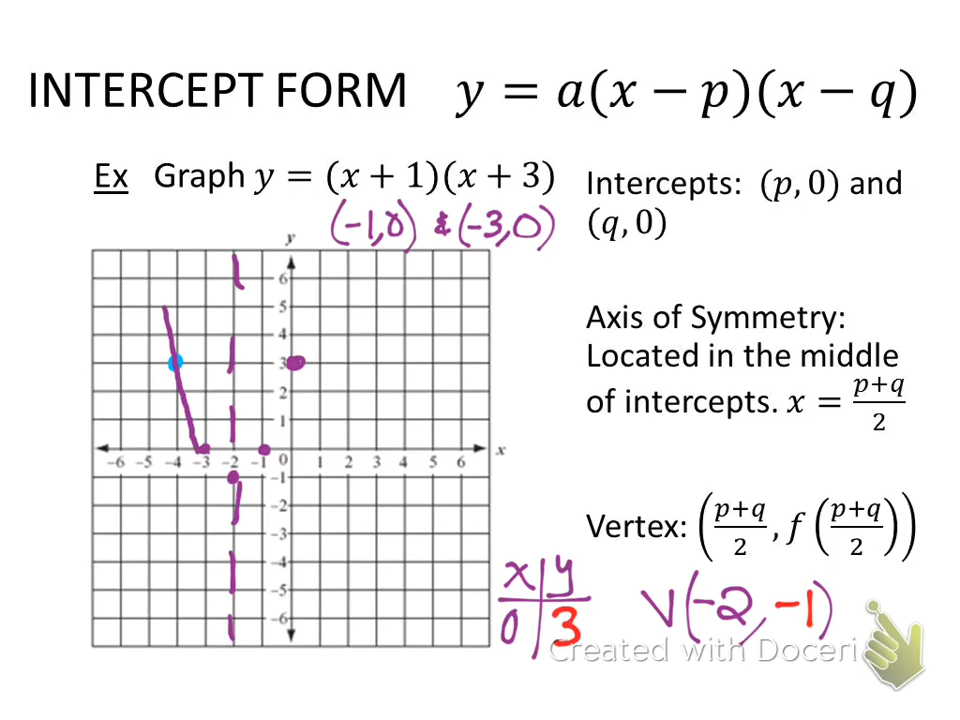 INTERCEPT FORM y = a(x − p)(x − q)
Ex Graph y = (x + 1)(x + 3)
(-1,0) & (-3,0)
Intercepts: (p, 0) and
(q, 0)
Axis of Symmetry:
Located in the middle
of intercepts. x = p+q/2
Vertex: (p+q/2, f(p+q/2))
y
6
5
4
3
2
1
-6 -5 -4 -3 -2 -1 0 1 2 3 4 5 6 x
-1
-2
-3
-4
-5
-6
x y
0 3
V(-2, -1)
Created with Doceri